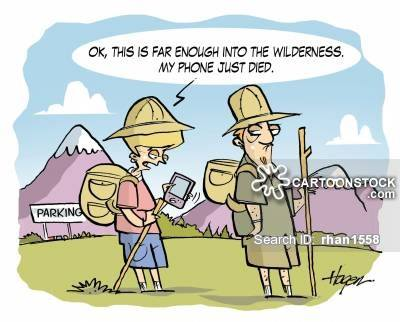 OK, THIS IS FAR ENOUGH INTO THE WILDERNESS.
MY PHONE JUST DIED.
PARKING
CARTOONSTOCK
.com
Search ID: rhan1558
Hagen